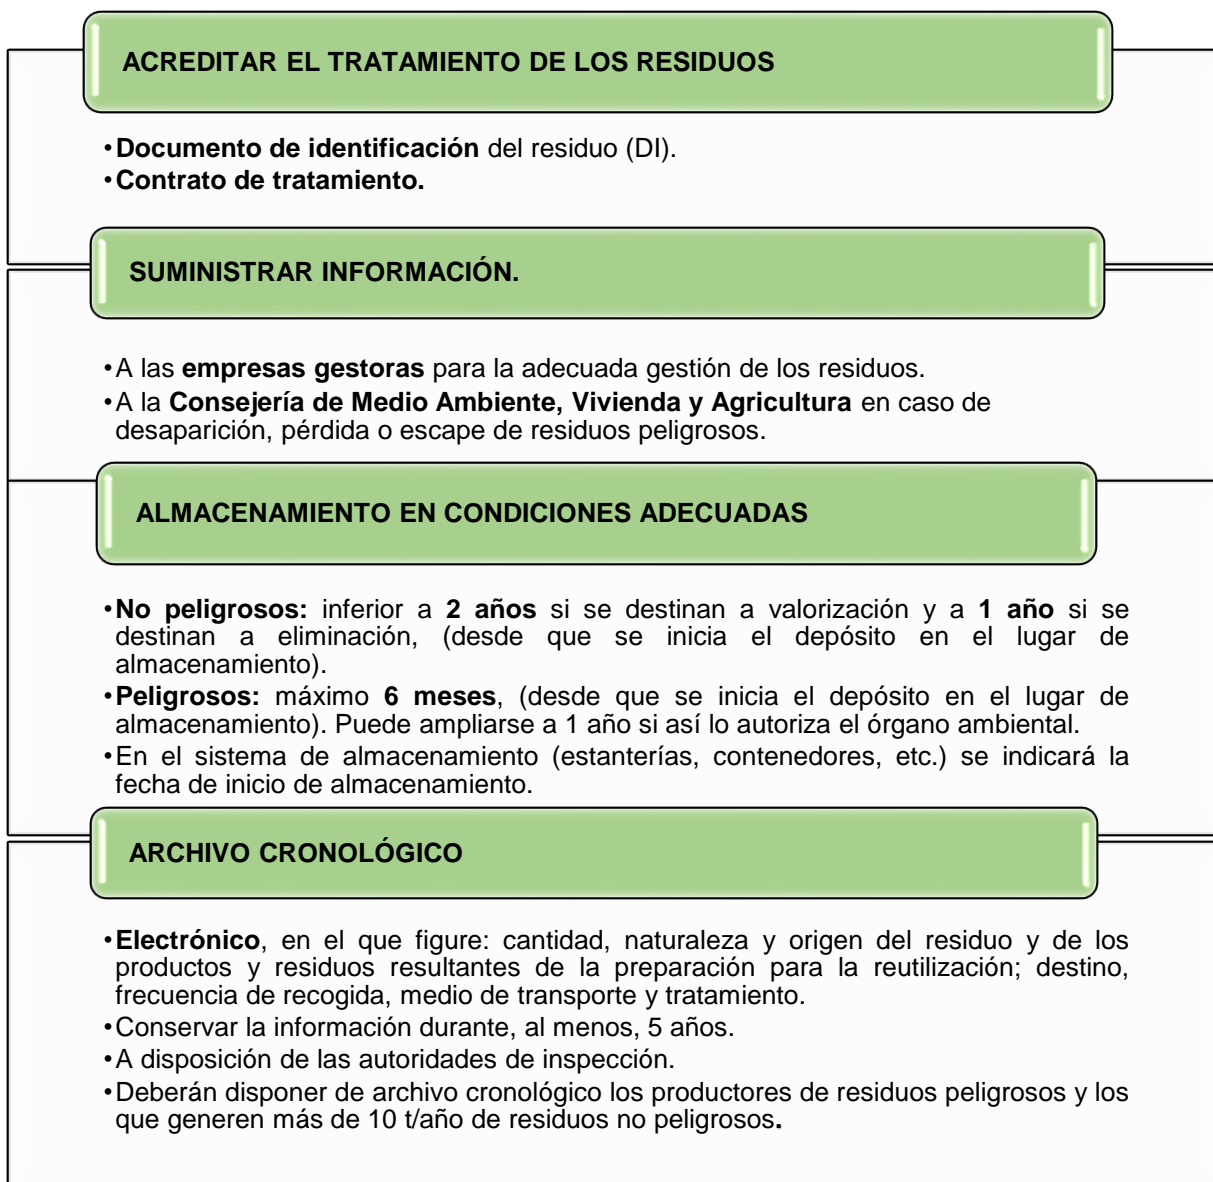 ACREDITAR EL TRATAMIENTO DE LOS RESIDUOS
•Documento de identificación del residuo (DI).
•Contrato de tratamiento.
SUMINISTRAR INFORMACIÓN.
•A las empresas gestoras para la adecuada gestión de los residuos.
•A la Consejería de Medio Ambiente, Vivienda y Agricultura en caso de
desaparición, pérdida o escape de residuos peligrosos.
ALMACENAMIENTO EN CONDICIONES ADECUADAS
•No peligrosos: inferior a 2 años si se destinan a valorización y a 1 año si se
destinan a eliminación, (desde que se inicia el depósito en el lugar de
almacenamiento).
•Peligrosos: máximo 6 meses, (desde que se inicia el depósito en el lugar de
almacenamiento). Puede ampliarse a 1 año si así lo autoriza el órgano ambiental.
•En el sistema de almacenamiento (estanterías, contenedores, etc.) se indicará la
fecha de inicio de almacenamiento.
ARCHIVO CRONOLÓGICO
•Electrónico, en el que figure: cantidad, naturaleza y origen del residuo y de los
productos y residuos resultantes de la preparación para la reutilización; destino,
frecuencia de recogida, medio de transporte y tratamiento.
•Conservar la información durante, al menos, 5 años.
•A disposición de las autoridades de inspección.
•Deberán disponer de archivo cronológico los productores de residuos peligrosos y los
que generen más de 10 t/año de residuos no peligrosos.